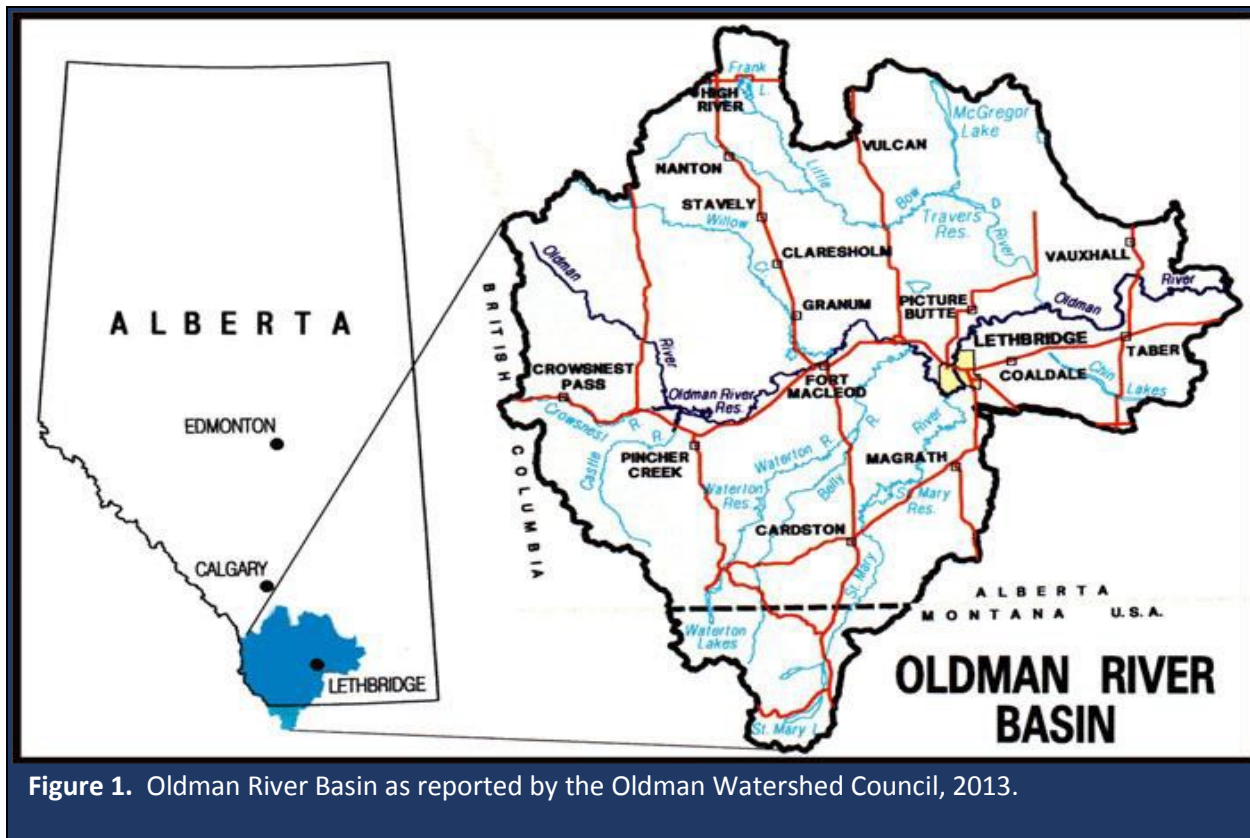 ALBERTA
EDMONTON
CALGARY
LETHBRIDGE
BRITISH
COLUMBIA
Frank
L.
HIGH
RIVER
NANTON
STAVELY
Willow
Cr.
CLARESHOLM
GRANUM
Little
Bow
River
VULCAN
McGregor
Lake
Travers
Res.
VAUXHALL
PICTURE
BUTTE
Oldman
River
LETHBRIDGE
COALDALE
TABER
Chin
Lakes
Oldman
River
CROWSNEST
PASS
Oldman River
Res.
FORT
MACLEOD
Crowsnest
R.
R.
Castle
PINCHER
CREEK
Waterton R.
Waterton
Res.
Belly
R.
River
MAGRATH
St. Mary
Res.
CARDSTON
St. Mary
Waterton
Lakes
St. Mary L.
ALBERTA
MONTANA U.S.A.
OLDMAN RIVER
BASIN
Figure 1. Oldman River Basin as reported by the Oldman Watershed Council, 2013.